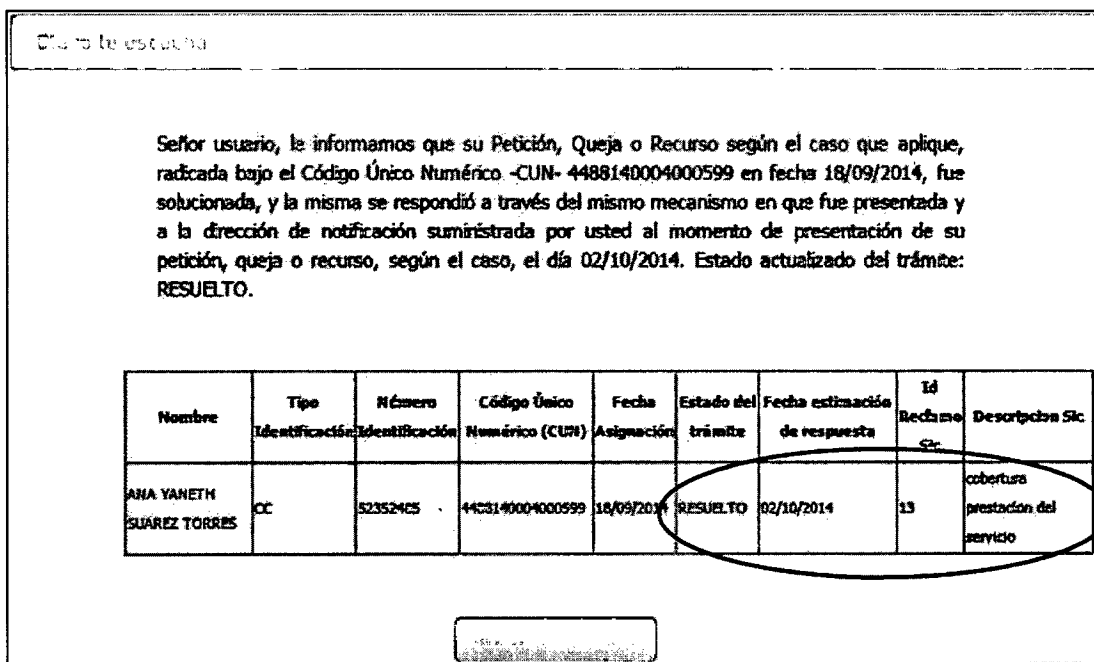 te escucha
Señor usuario, le informamos que su Petición, Queja o Recurso según el caso que aplique,
radicada bajo el Código Único Numérico -CUN- 4488140004000599 en fecha 18/09/2014, fue
solucionada, y la misma se respondió a través del mismo mecanismo en que fue presentada y
a la dirección de notificación suministrada por usted al momento de presentación de su
petición, queja o recurso, según el caso, el día 02/10/2014. Estado actualizado del trámite:
RESUELTO.
Nombre
Tipo
Identificación
Número
Identificación
Código Único
Numérico (CUN)
Fecha
Asignación
Estado del
trámite
Fecha estimación
de respuesta
Id
Reclamo
Sic
Descripcion Sic
ANA YANETH
SUAREZ TORRES
CC
4488140004000599
18/09/2014
RESUELTO
02/10/2014
13
cobertura
prestacion del
servicio